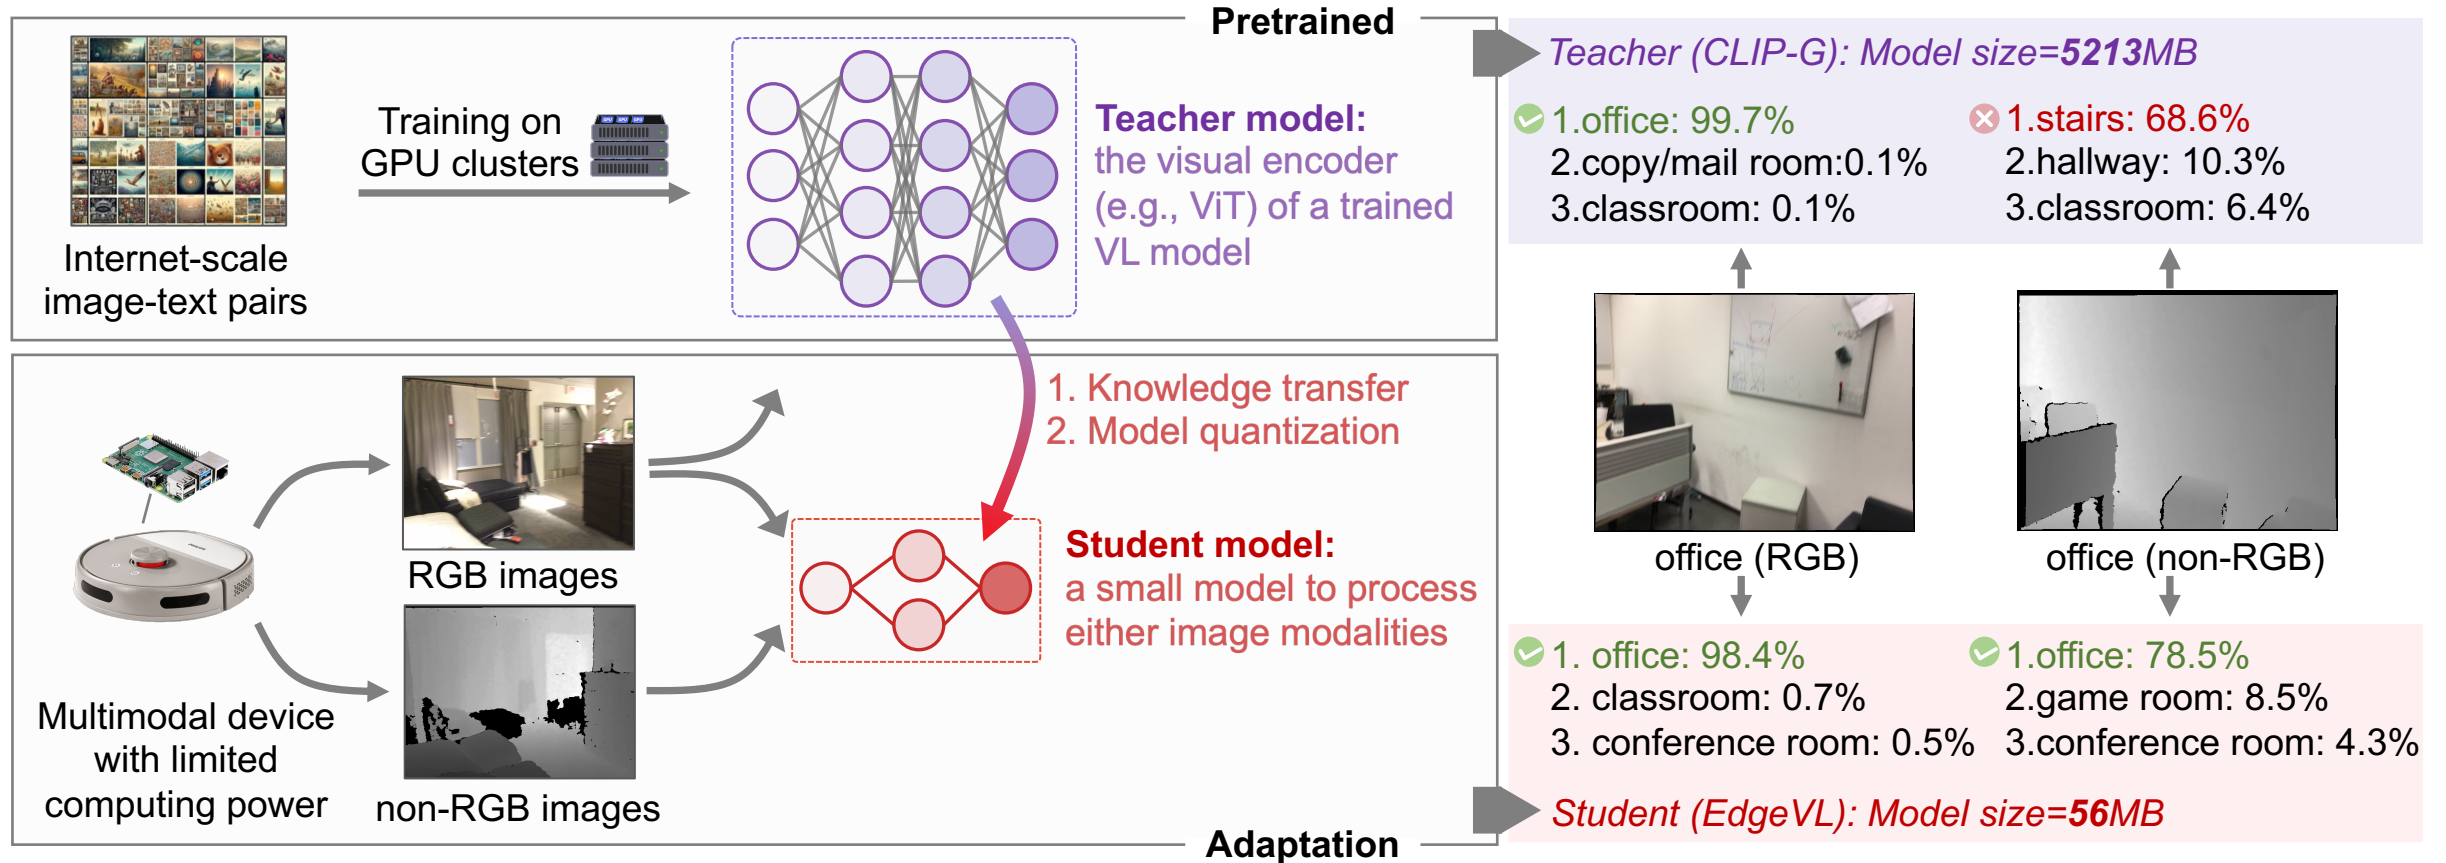 Pretrained
Internet-scale
image-text pairs
Training on
GPU clusters
GPU GPU GPU
Teacher model:
the visual encoder
(e.g., ViT) of a trained
VL model
1. Knowledge transfer
2. Model quantization
Multimodal device
with limited
computing power
RGB images
non-RGB images
Student model:
a small model to process
either image modalities
Adaptation
Teacher (CLIP-G): Model size=5213MB
1.office: 99.7%
2.copy/mail room:0.1%
3.classroom: 0.1%
1.stairs: 68.6%
2.hallway: 10.3%
3.classroom: 6.4%
office (RGB)
office (non-RGB)
1. office: 98.4%
2. classroom: 0.7%
3. conference room: 0.5%
1.office: 78.5%
2.game room: 8.5%
3.conference room: 4.3%
Student (EdgeVL): Model size=56MB